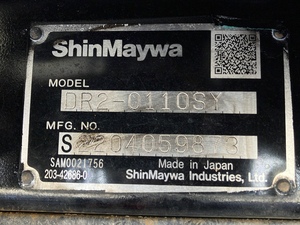 ShinMaywa
MODEL
DR2-0110SY
MFG. NO.
SAM0021756
Made in Japan
203-42686-0
ShinMaywa Industries, Ltd.